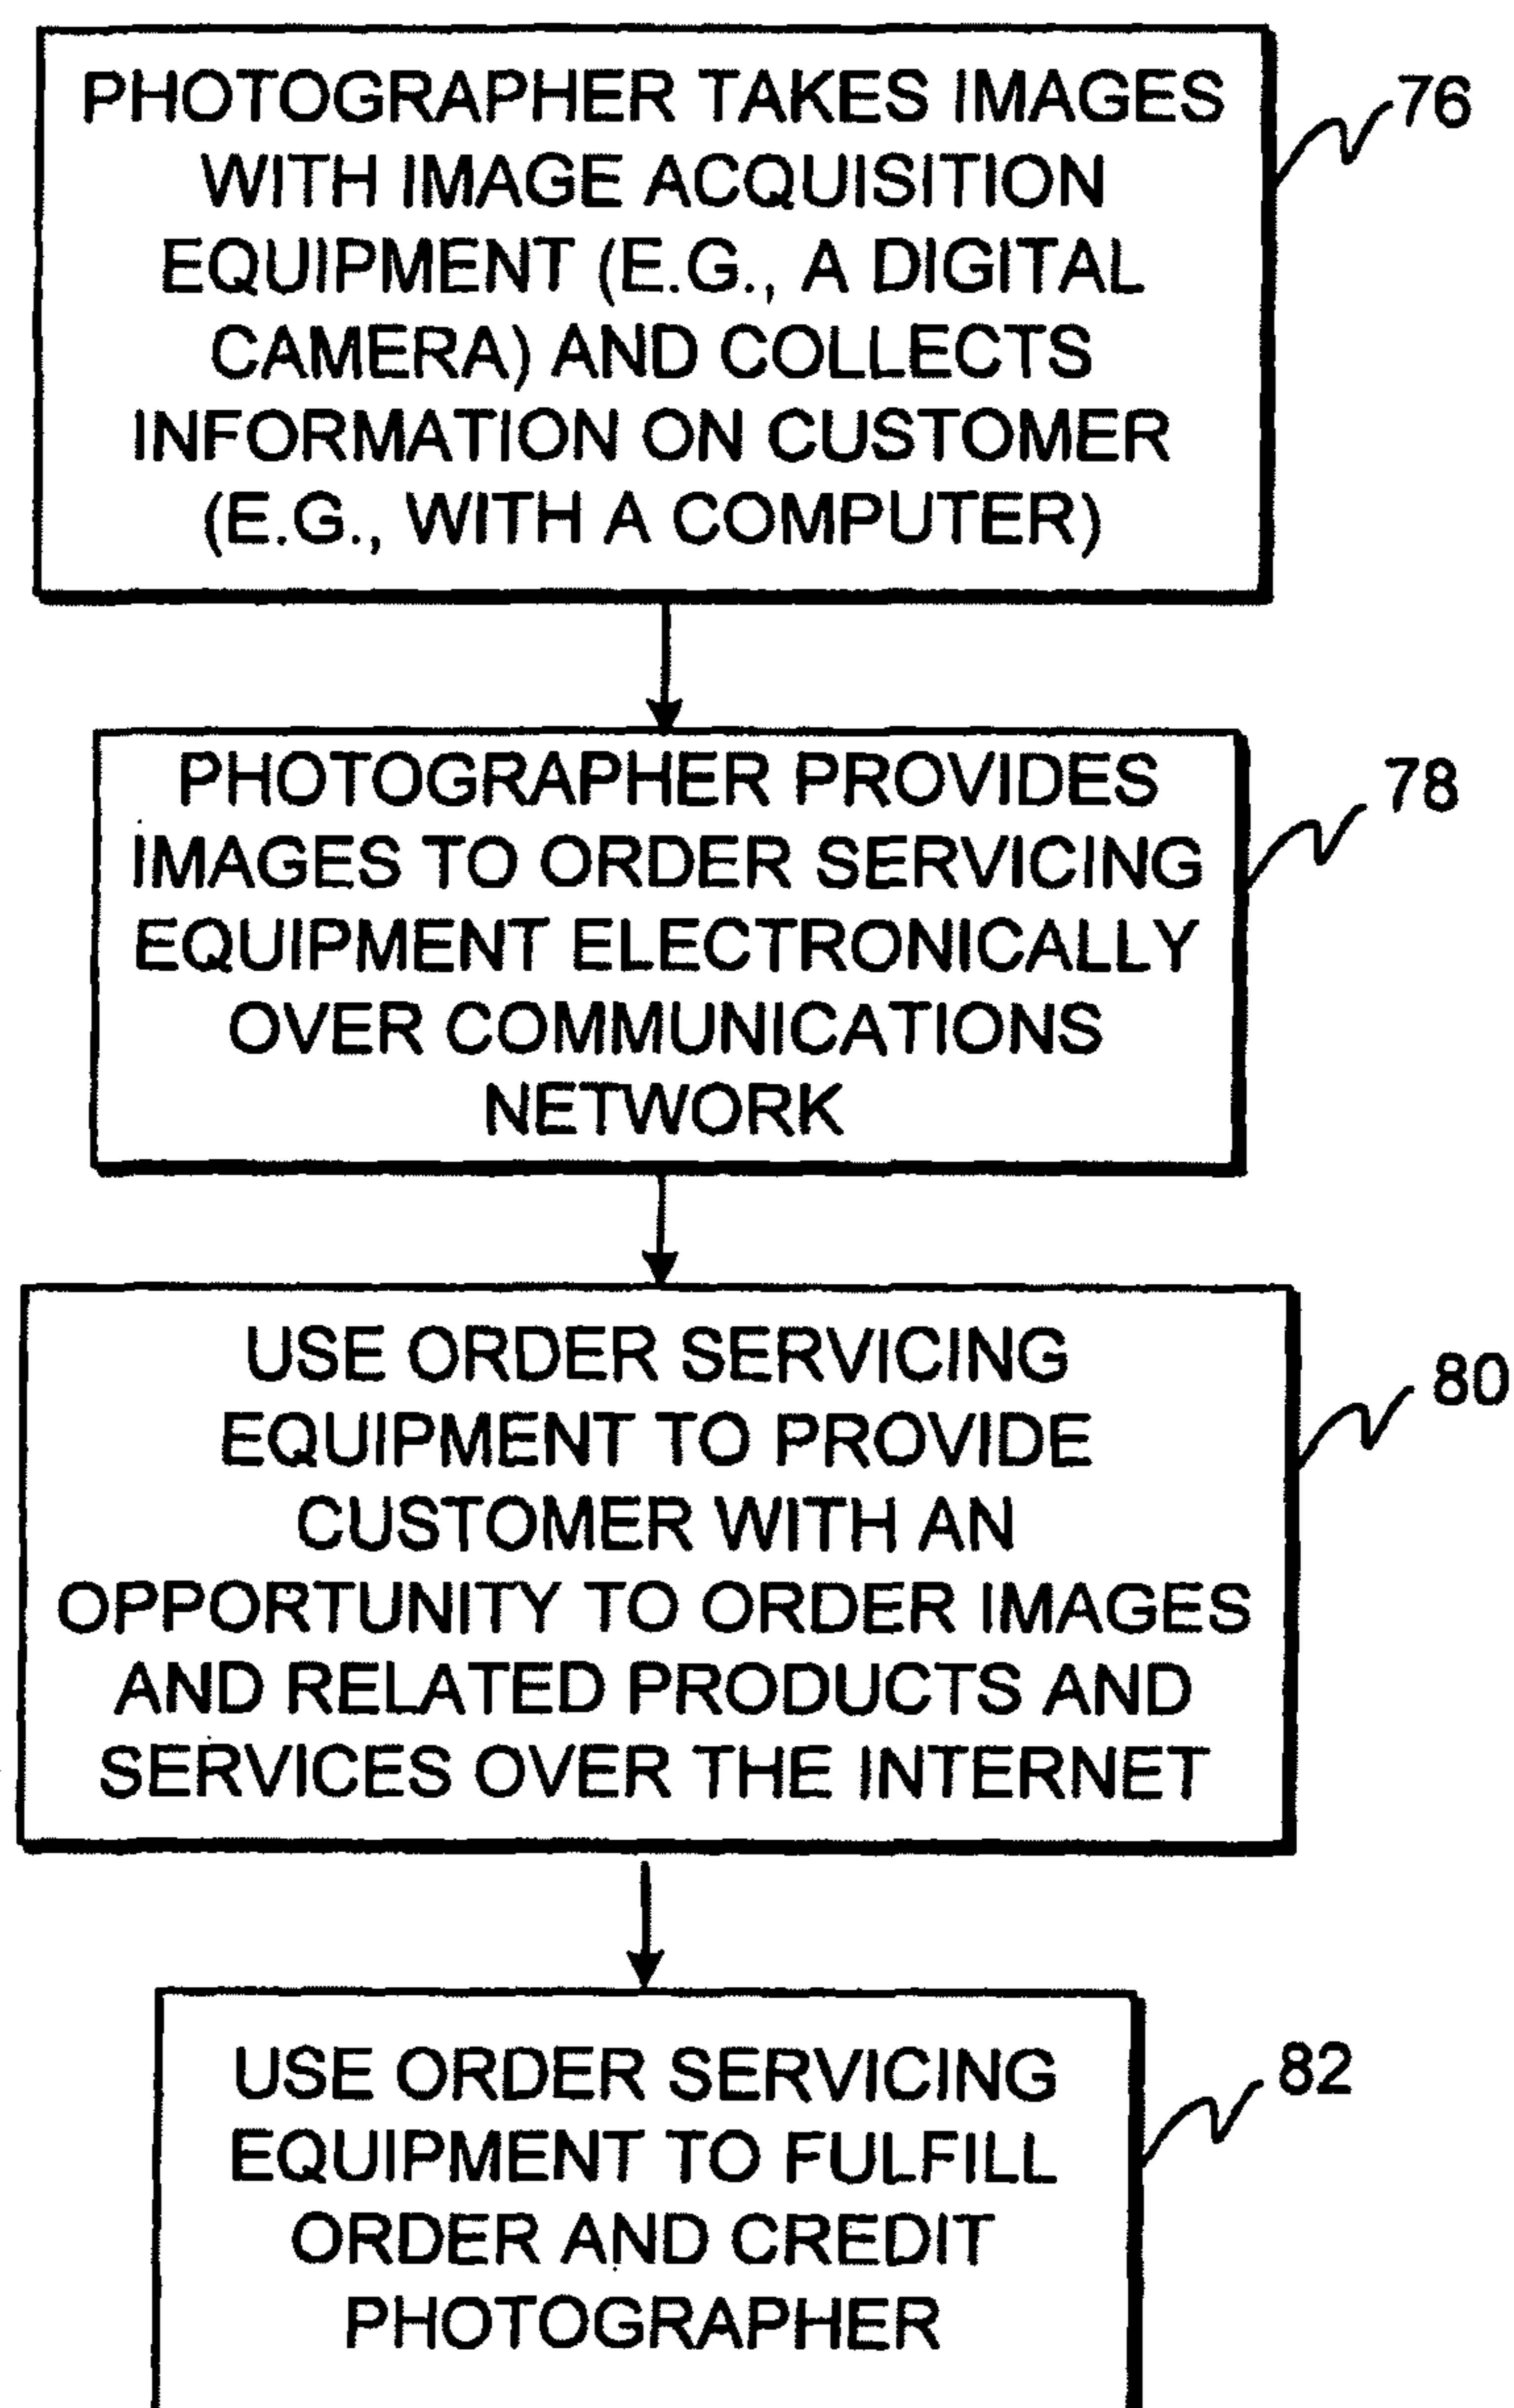 PHOTOGRAPHER TAKES IMAGES
WITH IMAGE ACQUISITION
EQUIPMENT (E.G., A DIGITAL
CAMERA) AND COLLECTS
INFORMATION ON CUSTOMER
(E.G., WITH A COMPUTER)
76
PHOTOGRAPHER PROVIDES
IMAGES TO ORDER SERVICING
EQUIPMENT ELECTRONICALLY
OVER COMMUNICATIONS
NETWORK
78
USE ORDER SERVICING
EQUIPMENT TO PROVIDE
CUSTOMER WITH AN
OPPORTUNITY TO ORDER IMAGES
AND RELATED PRODUCTS AND
SERVICES OVER THE INTERNET
80
USE ORDER SERVICING
EQUIPMENT TO FULFILL
ORDER AND CREDIT
PHOTOGRAPHER
82